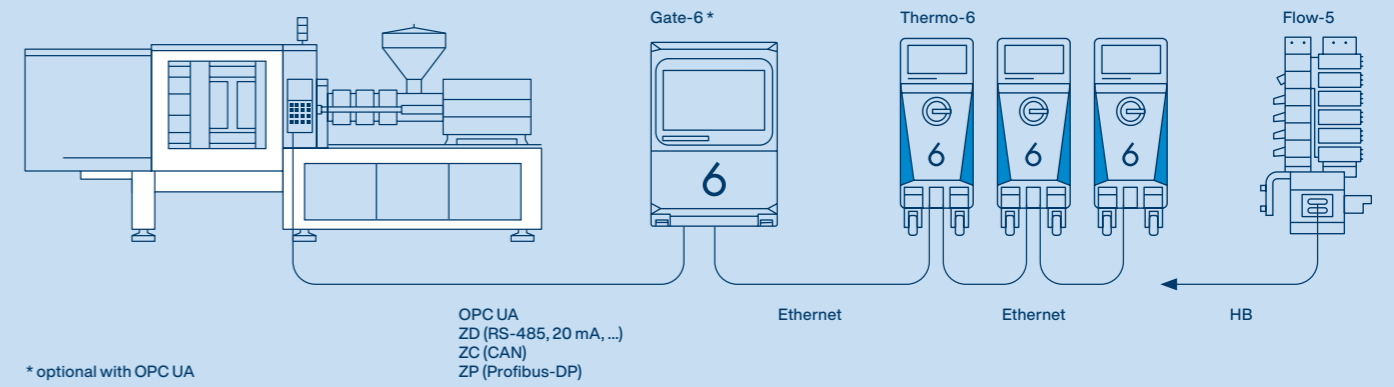 Gate-6 *
Thermo-6
Flow-5
6
6
6
6
OPC UA
ZD (RS-485, 20 mA, ...)
ZC (CAN)
ZP (Profibus-DP)
Ethernet
Ethernet
HB
* optional with OPC UA